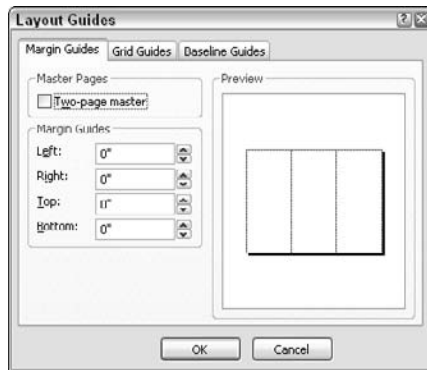 Layout Guides
Margin Guides Grid Guides Baseline Guides
Master Pages
Two-page master
Margin Guides
Left: 0"
Right: 0"
Top: 0"
Bottom: 0"
Preview
OK Cancel